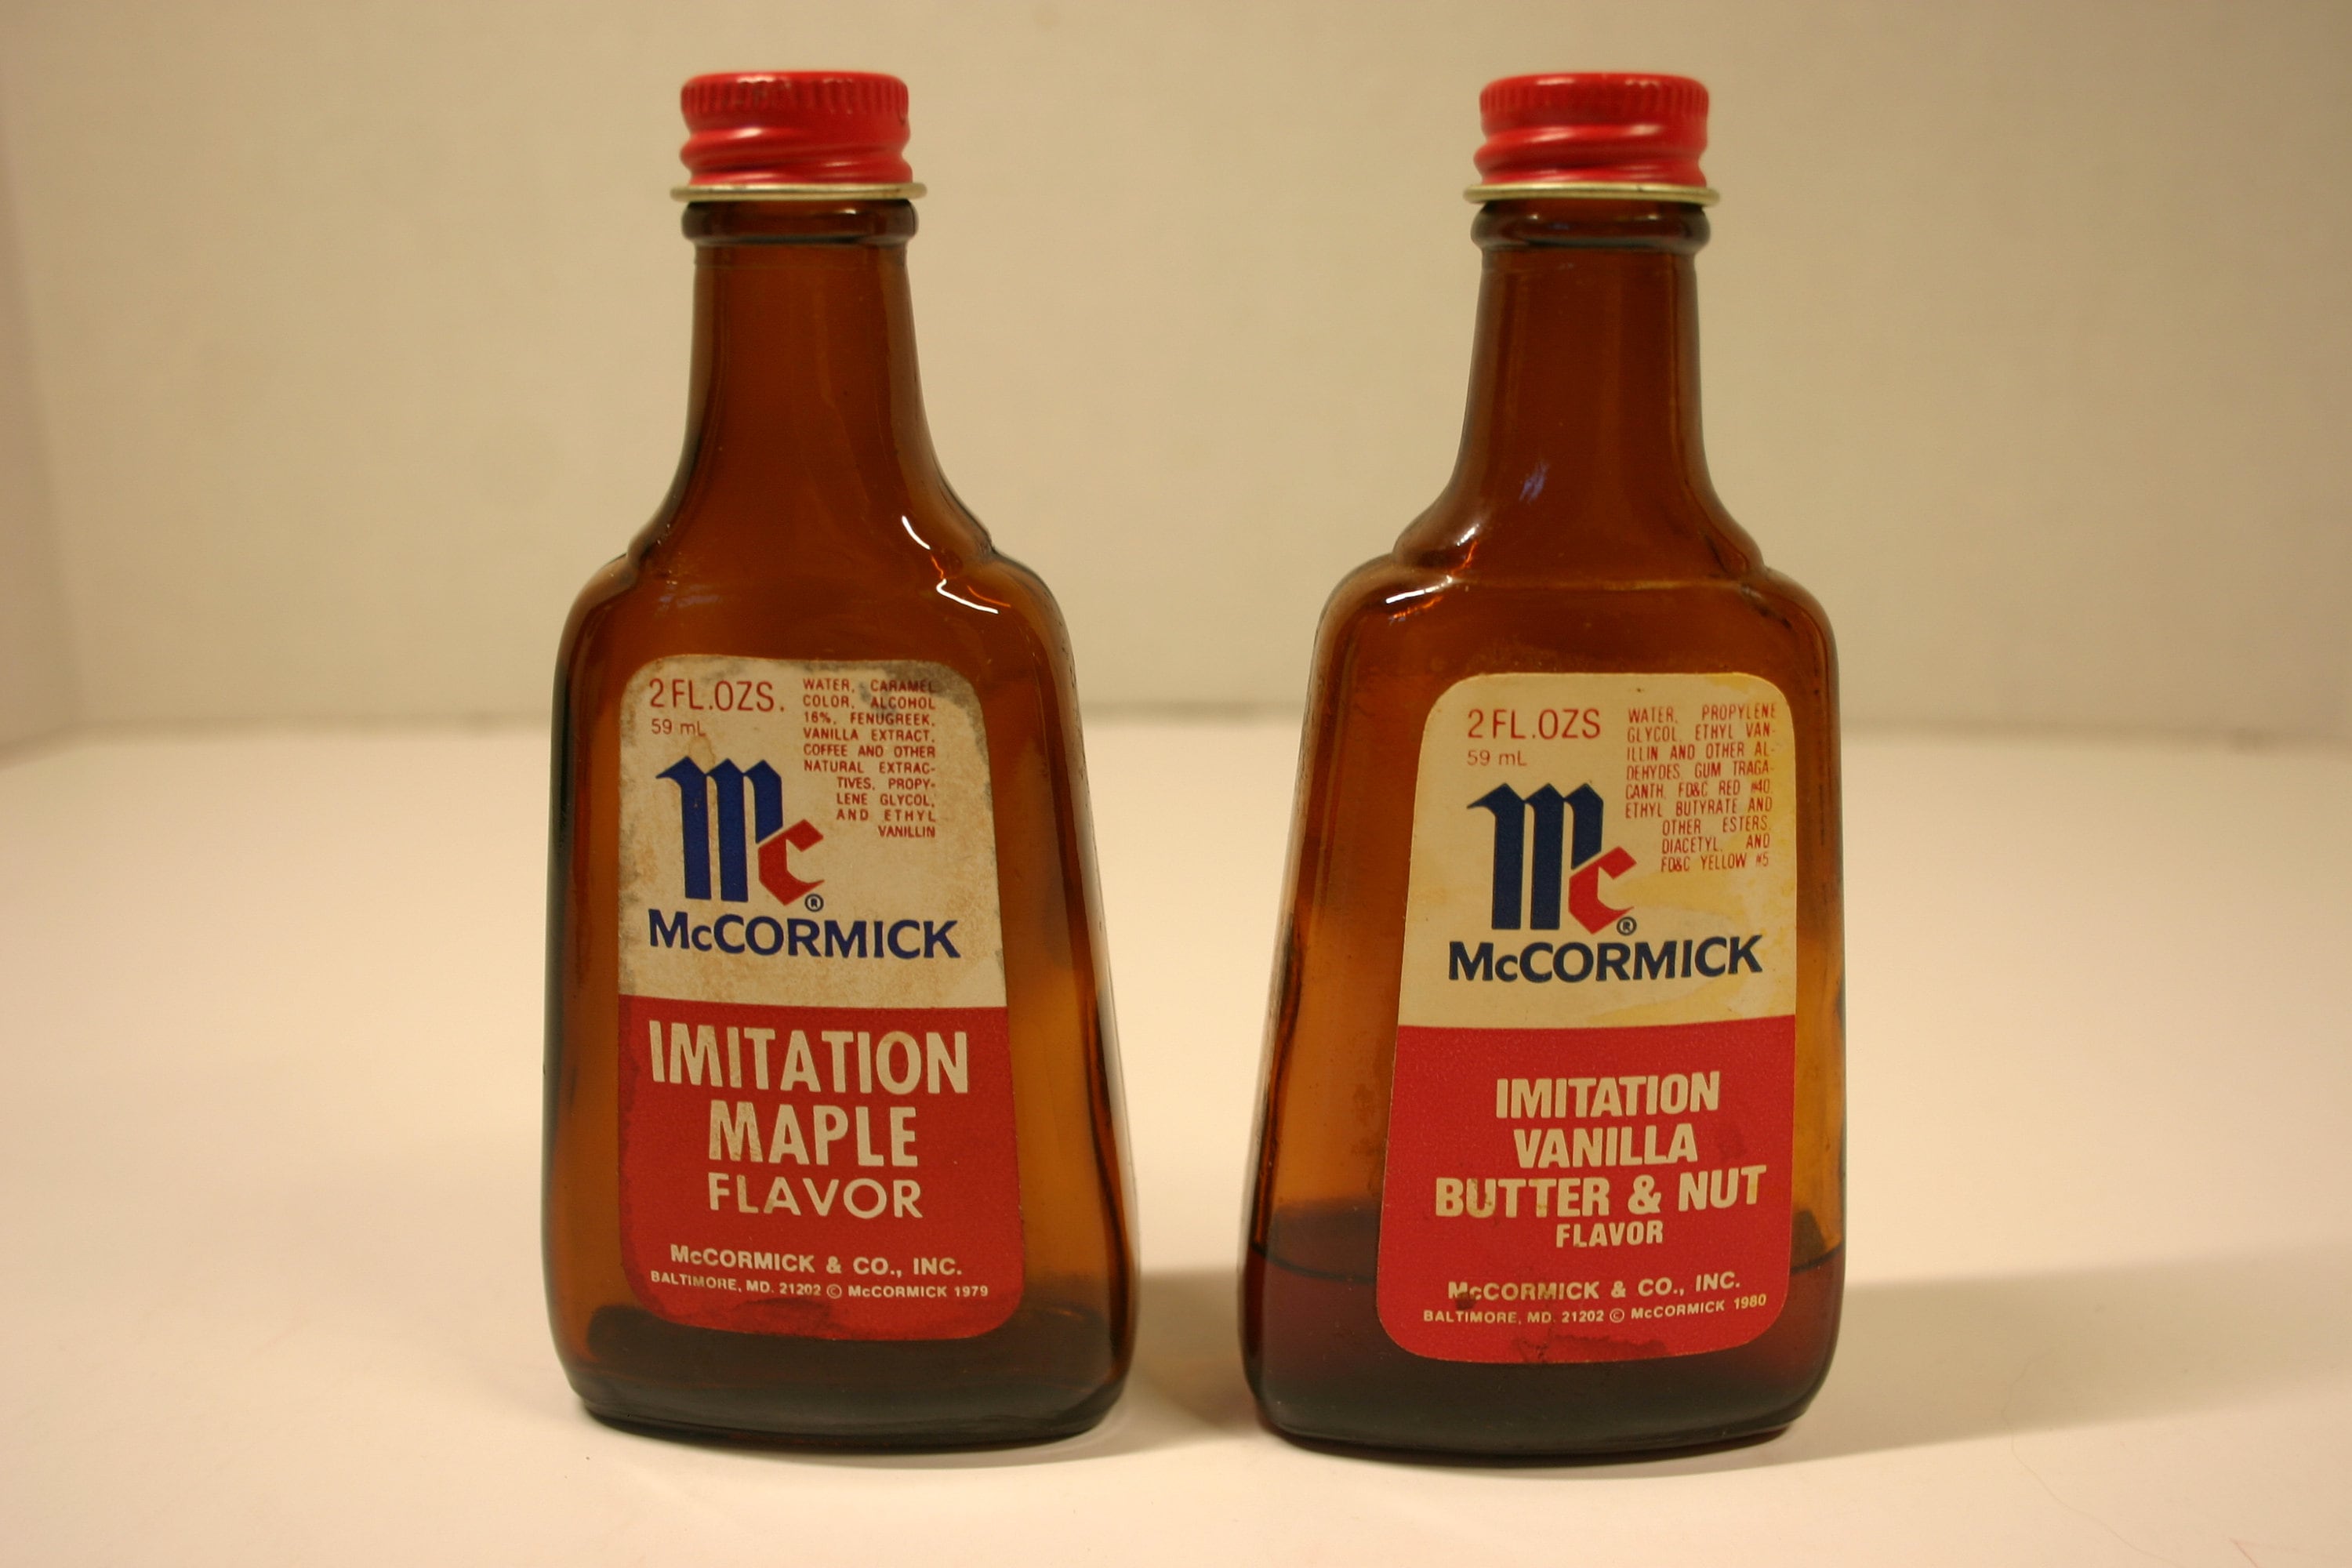 2 FL.OZS.
59 mL
WATER, CARAMEL
COLOR, ALCOHOL
16%, FENUGREEK,
VANILLA EXTRACT,
COFFEE AND OTHER
NATURAL EXTRAC-
TIVES, PROPY-
LENE GLYCOL,
AND ETHYL
VANILLIN
Mc®
McCORMICK
IMITATION
MAPLE
FLAVOR
McCORMICK & CO., INC.
BALTIMORE, MD. 21202 © McCORMICK 1979
2 FL.OZS
59 mL
WATER, PROPYLENE
GLYCOL, ETHYL VAN-
ILLIN AND OTHER AL-
DEHYDES, GUM TRAGA-
CANTH, FD&C RED #40,
ETHYL BUTYRATE AND
OTHER ESTERS,
DIACETYL, AND
FD&C YELLOW #5
Mc®
McCORMICK
IMITATION
VANILLA
BUTTER & NUT
FLAVOR
McCORMICK & CO., INC.
BALTIMORE, MD. 21202 © McCORMICK 1980